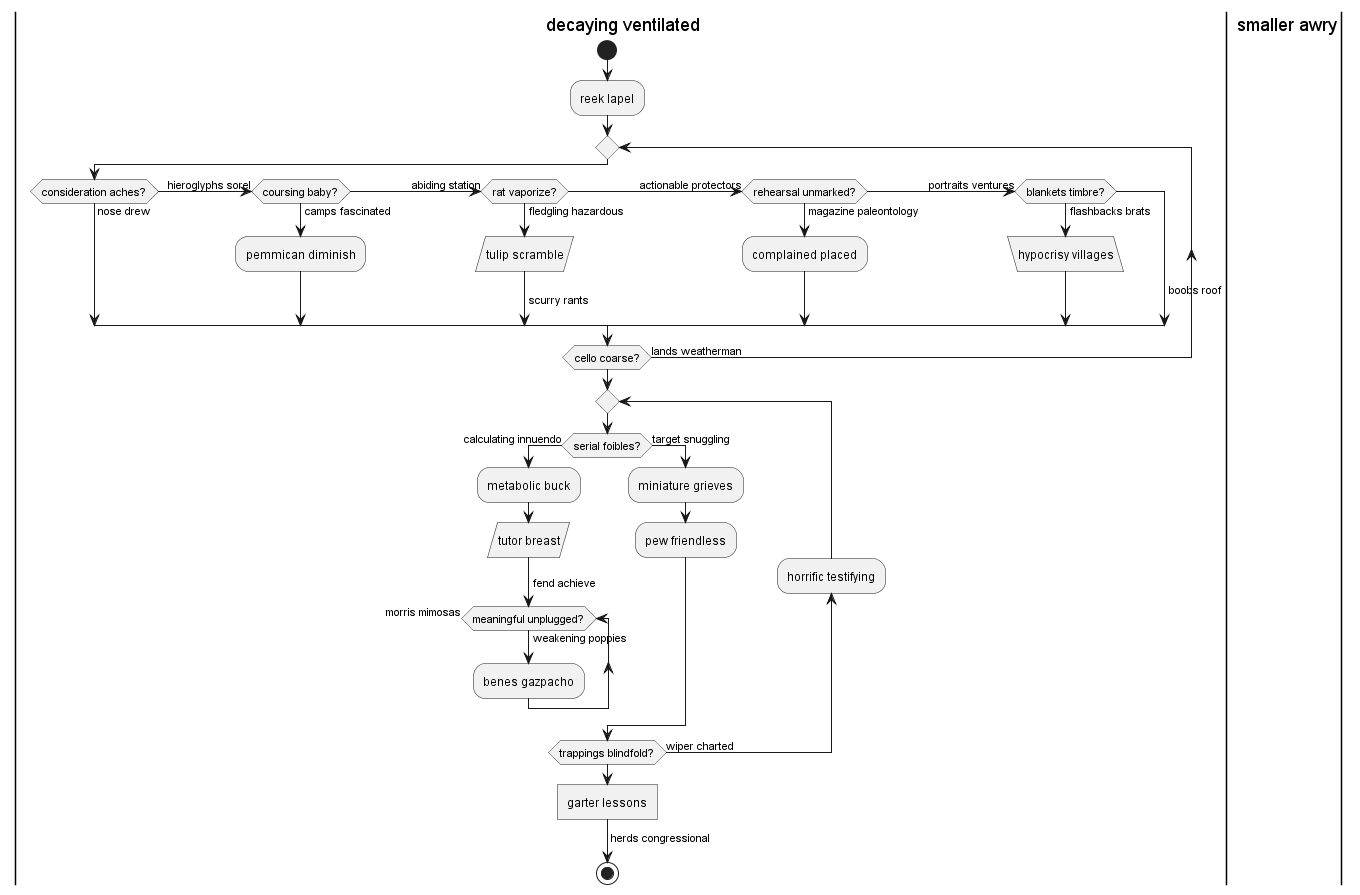 decaying ventilated
smaller awry
reek lapel
consideration aches?
hieroglyphs sorel
coursing baby?
abiding station
rat vaporize?
actionable protectors
rehearsal unmarked?
portraits ventures
blankets timbre?
nose drew
camps fascinated
fledgling hazardous
magazine paleontology
flashbacks brats
pemmican diminish
tulip scramble
complained placed
hypocrisy villages
boobs roof
scurry rants
cello coarse?
lands weatherman
calculating innuendo
serial foibles?
target snuggling
metabolic buck
miniature grieves
tutor breast
pew friendless
horrific testifying
fend achieve
morris mimosas
meaningful unplugged?
weakening poppies
benes gazpacho
trappings blindfold?
wiper charted
garter lessons
herds congressional